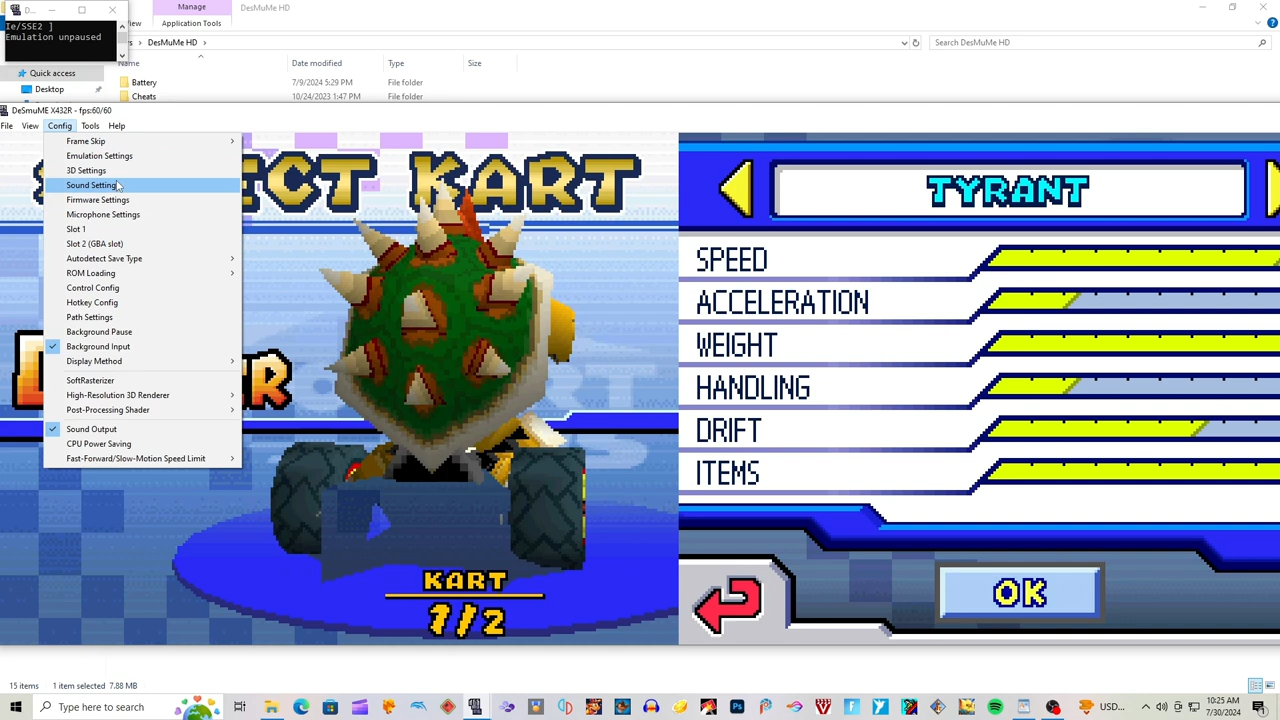 D...
Ie/SSE2 ]
Emulation unpaused
Manage
DesMuMe HD
View
Application Tools
DesMuMe HD
Search DesMuMe HD
Name
Date modified
Type
Size
Quick access
Desktop
Battery
7/9/2024 5:29 PM
File folder
Cheats
10/24/2023 1:47 PM
File folder
DeSmuME X432R - fps:60/60
File
View
Config
Tools
Help
Frame Skip
Emulation Settings
3D Settings
Sound Setting
Firmware Settings
Microphone Settings
Slot 1
Slot 2 (GBA slot)
Autodetect Save Type
ROM Loading
Control Config
Hotkey Config
Path Settings
Background Pause
Background Input
Display Method
SoftRasterizer
High-Resolution 3D Renderer
Post-Processing Shader
Sound Output
CPU Power Saving
Fast-Forward/Slow-Motion Speed Limit
KART
KART
1/2
TYRANT
SPEED
ACCELERATION
WEIGHT
HANDLING
DRIFT
ITEMS
OK
15 items
1 item selected
7.88 MB
Type here to search
USD...
10:25 AM
7/30/2024